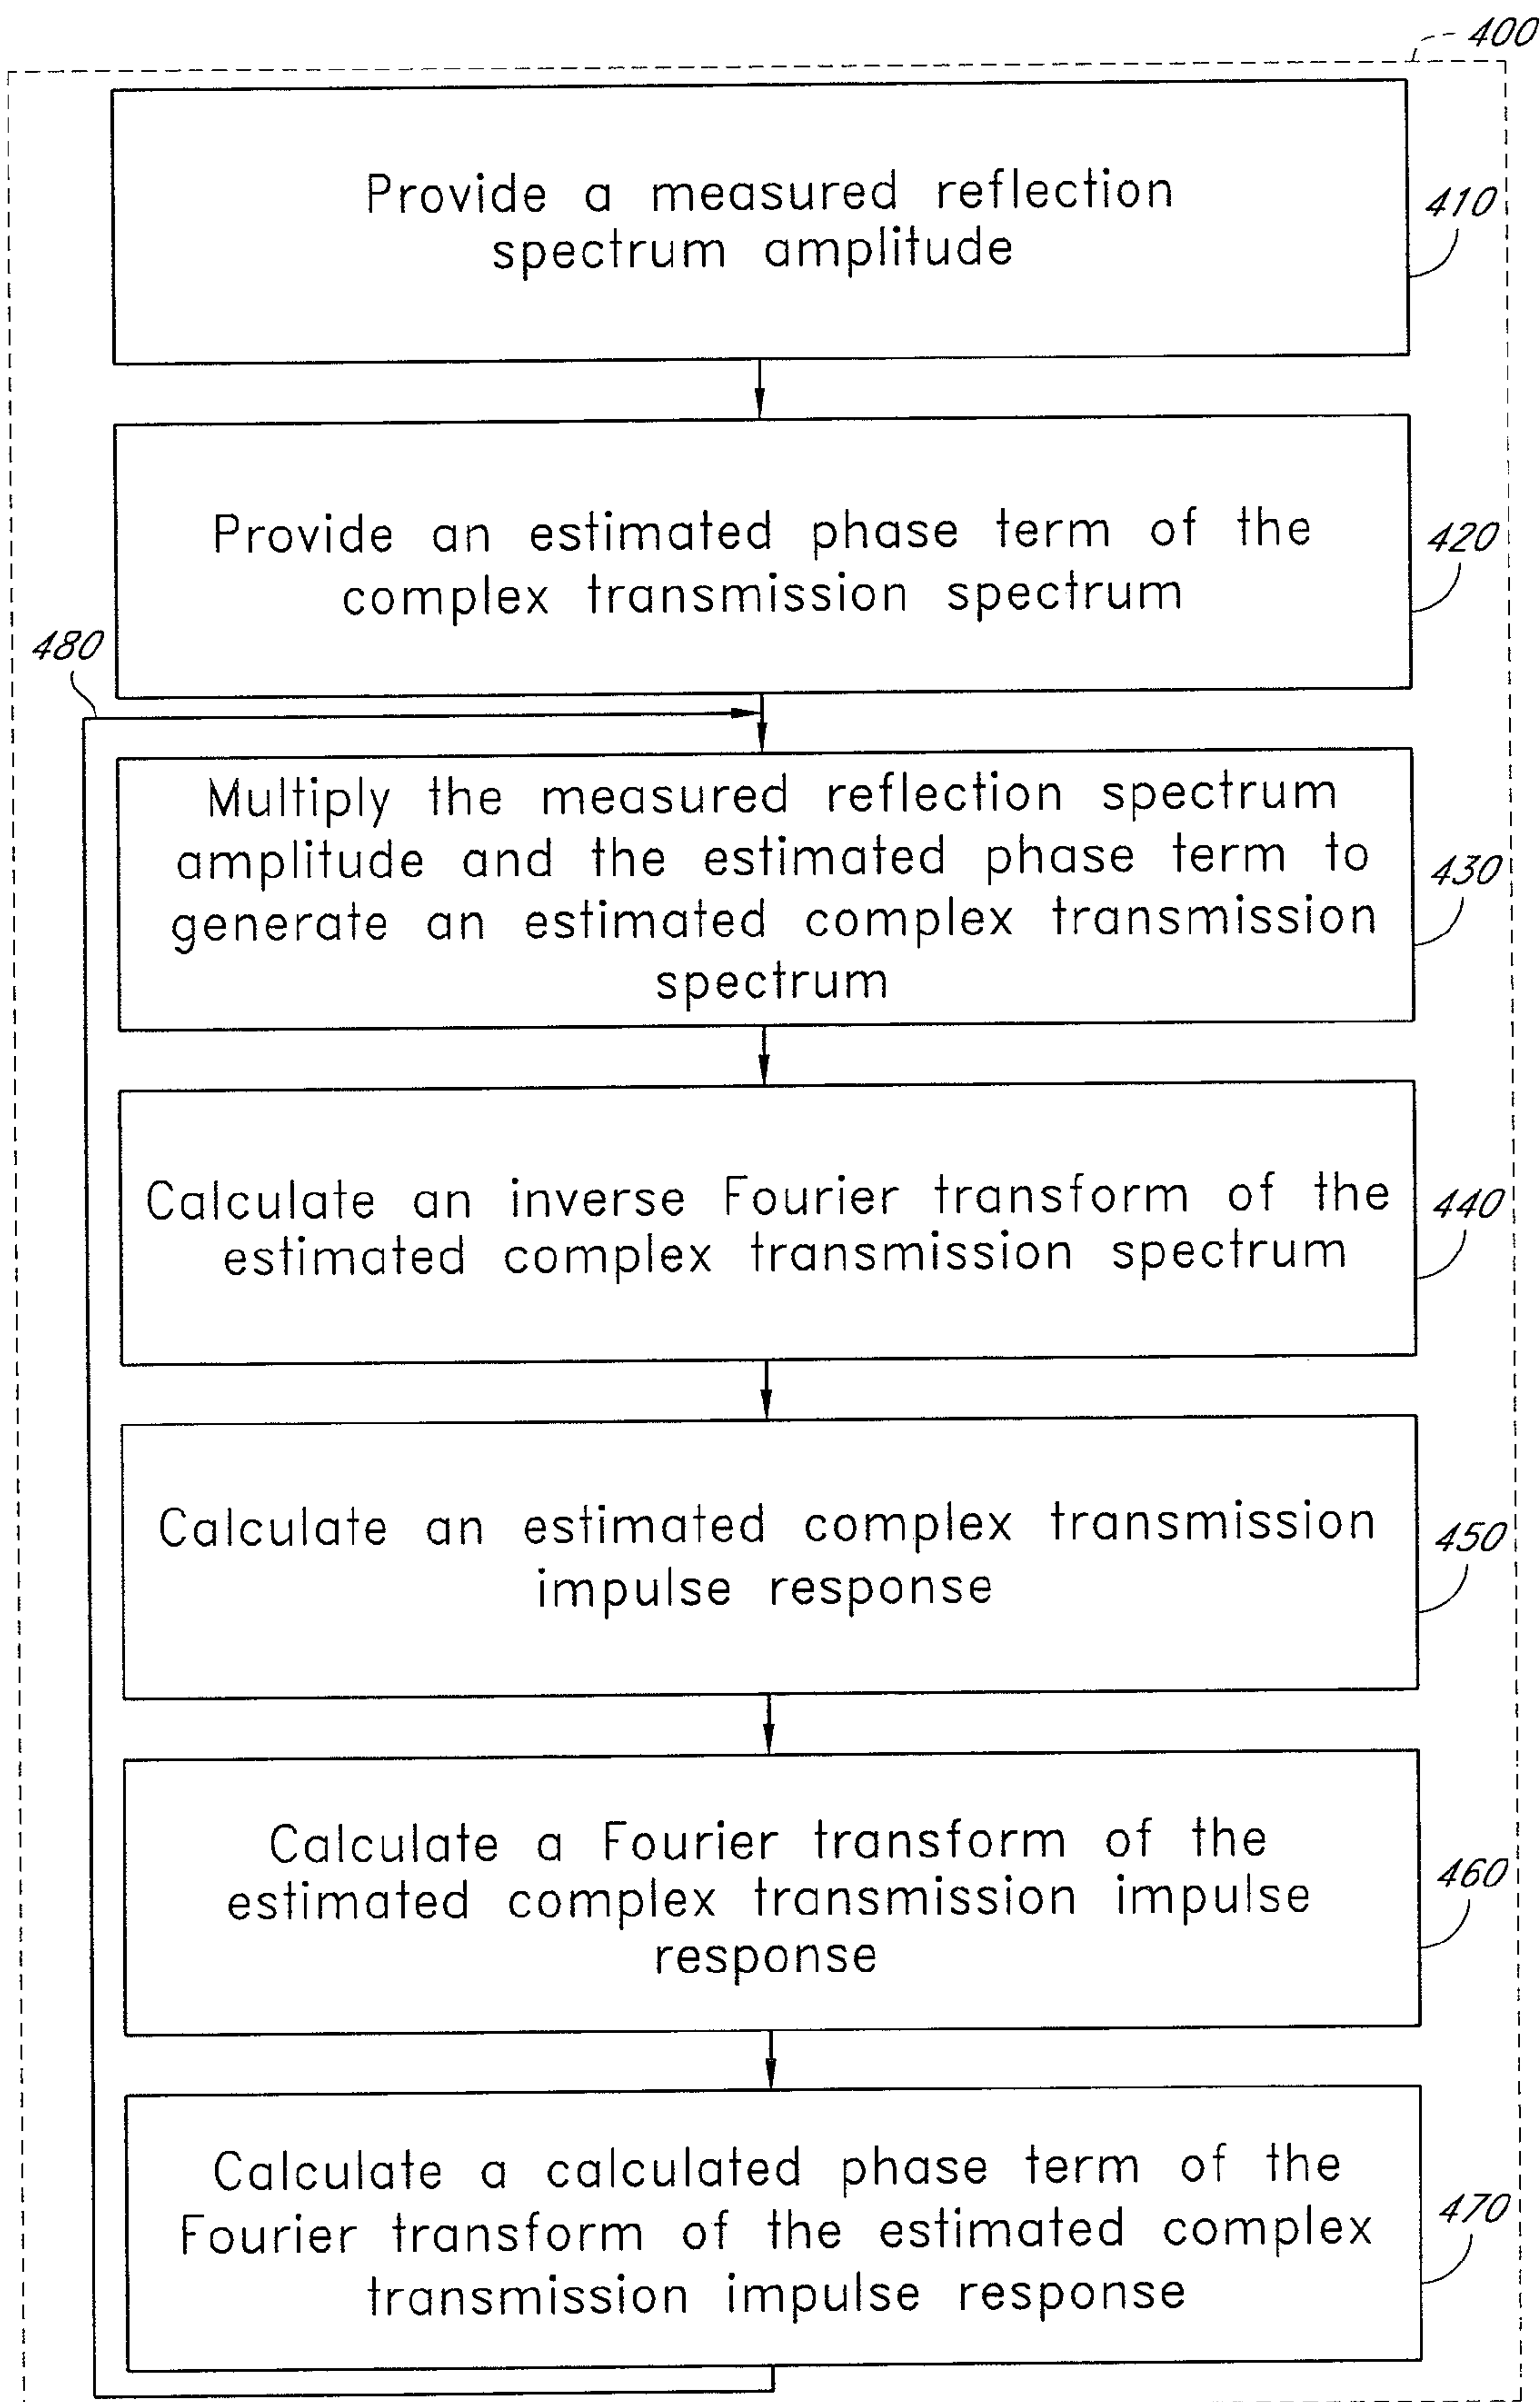 400
Provide a measured reflection
spectrum amplitude
410
Provide an estimated phase term of the
complex transmission spectrum
420
480
Multiply the measured reflection spectrum
amplitude and the estimated phase term to
generate an estimated complex transmission
spectrum
430
Calculate an inverse Fourier transform of the
estimated complex transmission spectrum
440
Calculate an estimated complex transmission
impulse response
450
Calculate a Fourier transform of the
estimated complex transmission impulse
response
460
Calculate a calculated phase term of the
Fourier transform of the estimated complex
transmission impulse response
470